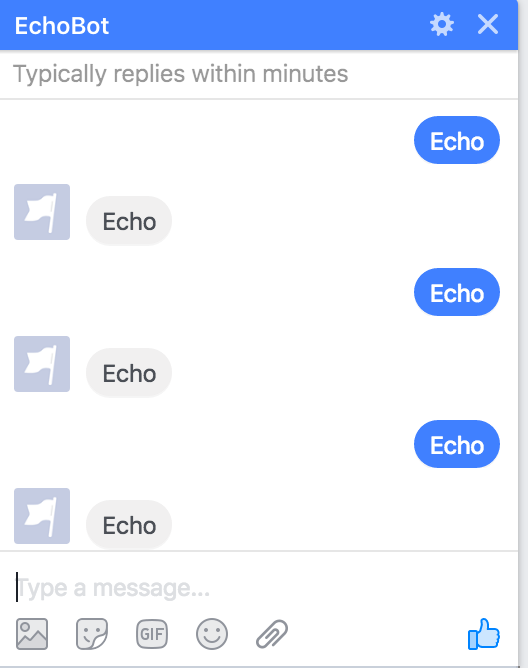 EchoBot
Typically replies within minutes
Echo
Echo
Echo
Echo
Echo
Echo
Type a message...
GIF